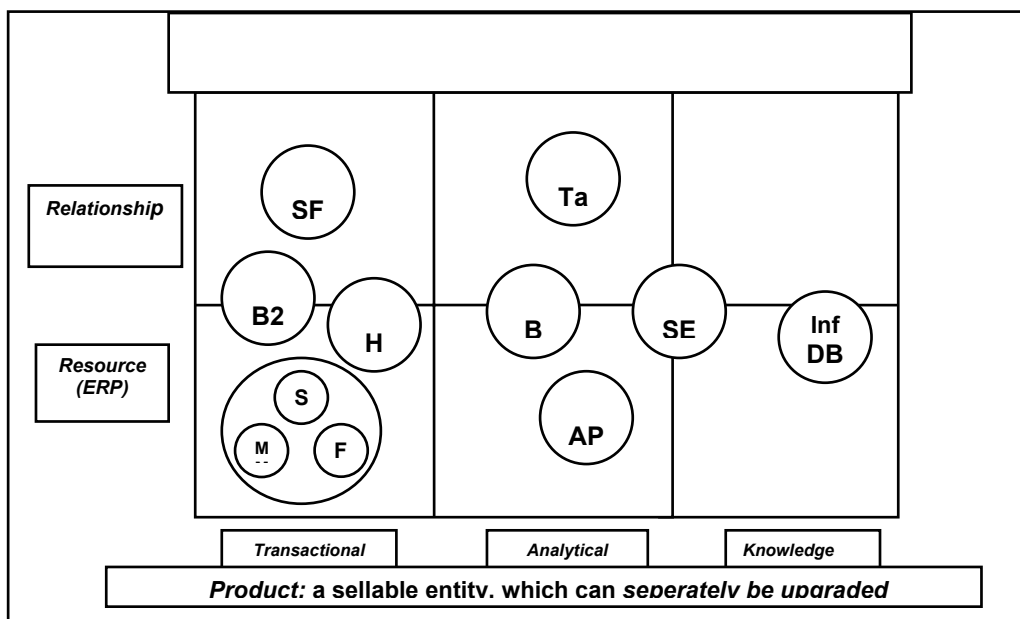 Relationship
SF
Ta
B2
H
B
SE
Inf
DB
Resource
(ERP)
S
M
F
AP
Transactional
Analytical
Knowledge
Product: a sellable entity, which can seperately be upgraded